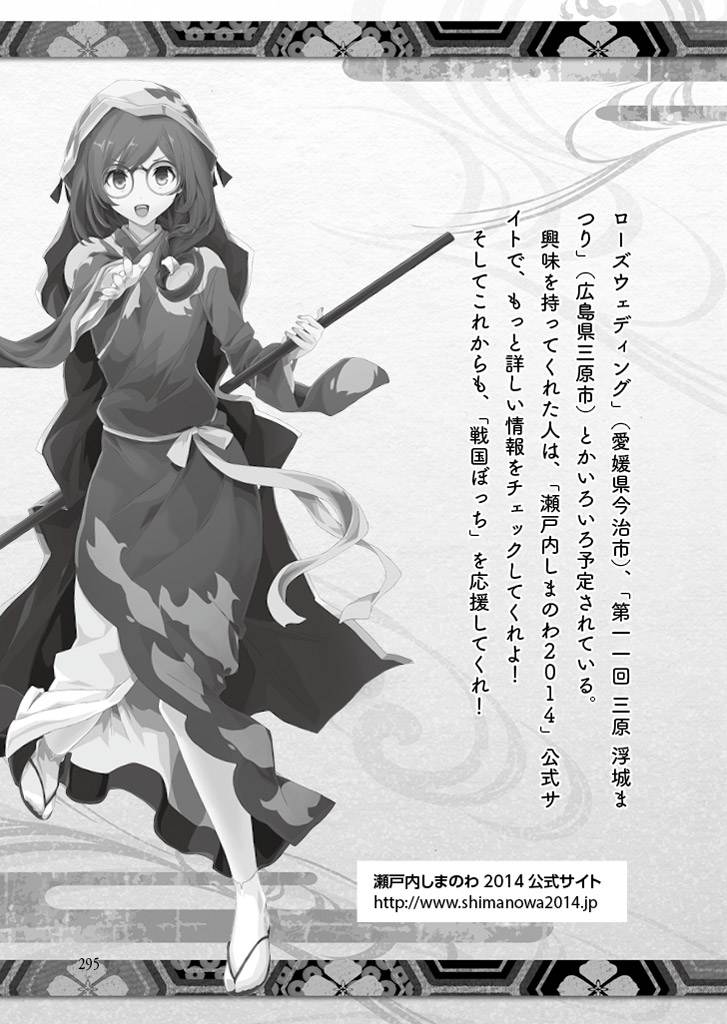 ローズウェディング」（愛媛県今治市）、「第一一回 三原 浮城ま
つり」（広島県三原市）とかいろいろ予定されている。
興味を持ってくれた人は、「瀬戸内しまのわ2014」公式サ
イトで、もっと詳しい情報をチェックしてくれよ！
そしてこれからも、「戦国ぼっち」を応援してくれ！
瀬戸内しまのわ 2014 公式サイト
http://www.shimanowa2014.jp
295